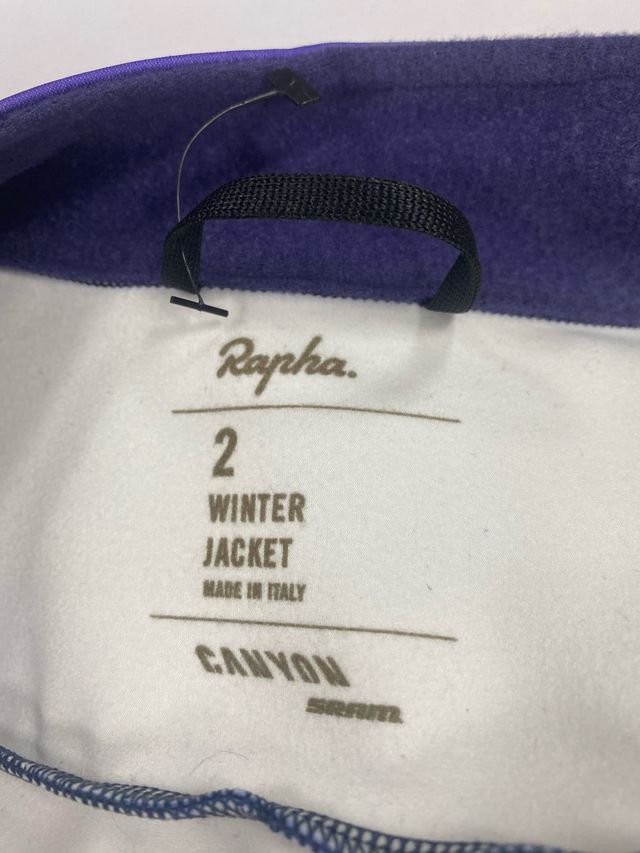 Rapha.
2
WINTER
JACKET
MADE IN ITALY
CANYON
SRAM